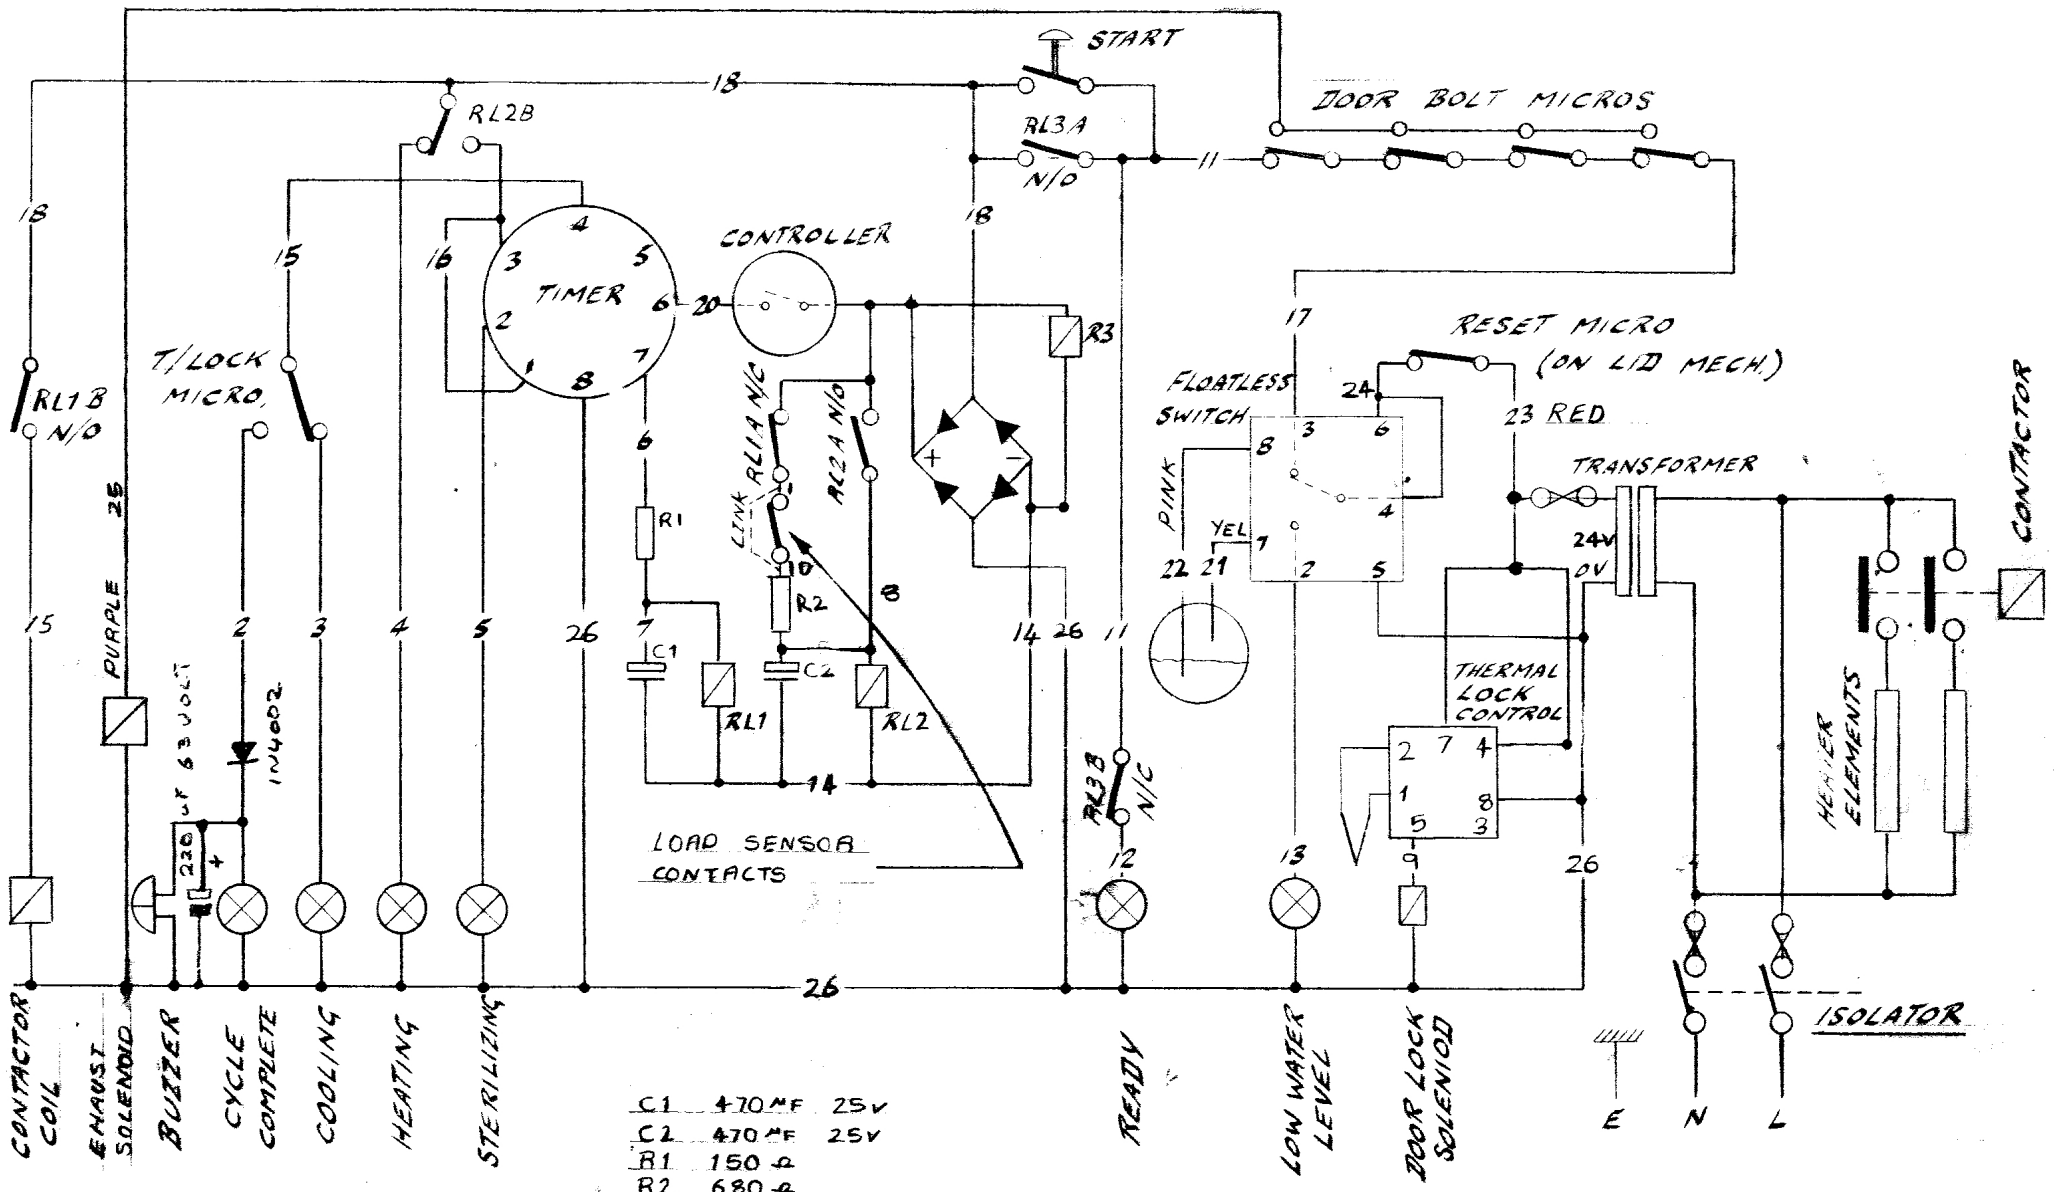 START
18
DOOR BOLT MICROS
RL2B
RL3A
N/O
11
18
18
15
16
4
3
5
CONTROLLER
TIMER
6
20
2
7
1
8
17
R3
RESET MICRO
(ON LID MECH.)
T/LOCK
MICRO.
RL1B
N/O
RL1A N/C
RL2A N/O
FLOATLESS
SWITCH
24
23 RED
CONTACTOR
8
3
6
6
+
−
PINK
TRANSFORMER
4
LINK
R1
YEL
7
24V
0V
PURPLE 25
10
22
21
2
5
R2
8
15
2
3
4
5
26
7
14
26
11
C1
C2
THERMAL
LOCK
CONTROL
RL1
RL2
220 uF 63 VOLT
+
IN4002
14
RL3B
N/C
2
7
4
1
8
5
3
HEATER
ELEMENTS
LOAD SENSOR
CONTACTS
12
13
9
26
26
CONTACTOR
COIL
EHAUST
SOLENOID
BUZZER
CYCLE
COMPLETE
COOLING
HEATING
STERILIZING
READY
LOW WATER
LEVEL
DOOR LOCK
SOLENIOD
ISOLATOR
E
N
L
C1 470 MF 25V
C2 470 MF 25V
R1 150 Ω
R2 680 Ω